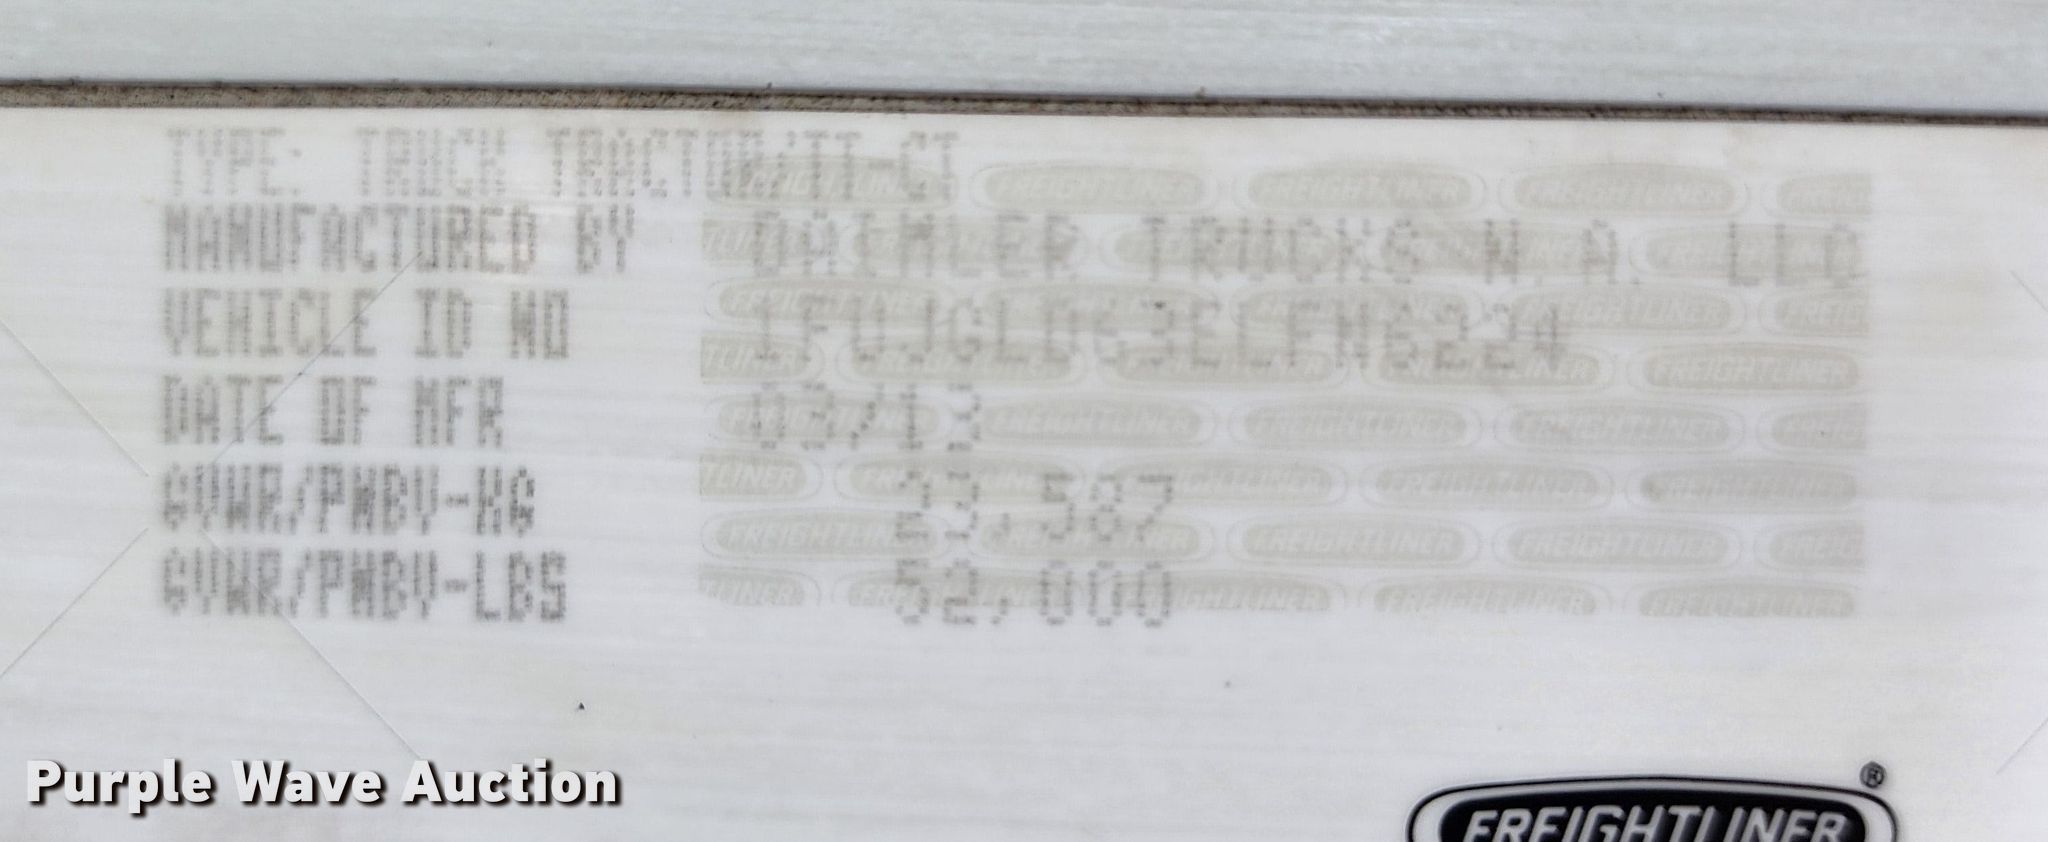 TYPE: TRUCK TRACTOR/TT-CT
MANUFACTURED BY DAIMLER TRUCKS N.A. LLC
VEHICLE ID NO 1FUJGLDG3ELFM6224
DATE OF MFR 03/13
GVWR/PNBV-KG 23,587
GVWR/PNBV-LBS 52,000
Purple Wave Auction
FREIGHTLINER®